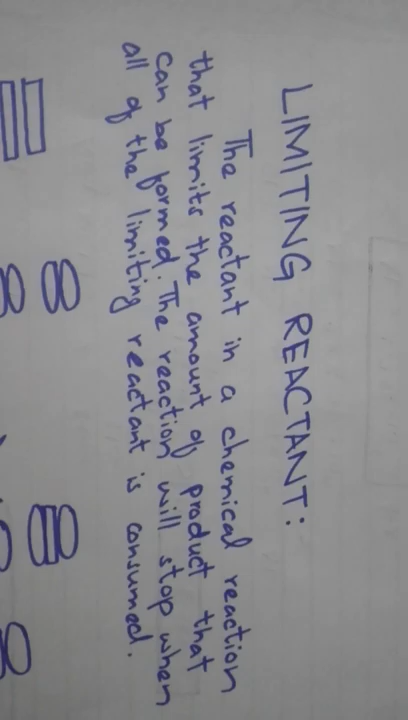 LIMITING REACTANT:
The reactant in a chemical reaction
that limits the amount of product that
can be formed. The reaction will stop when
all of the limiting reactant is consumed.